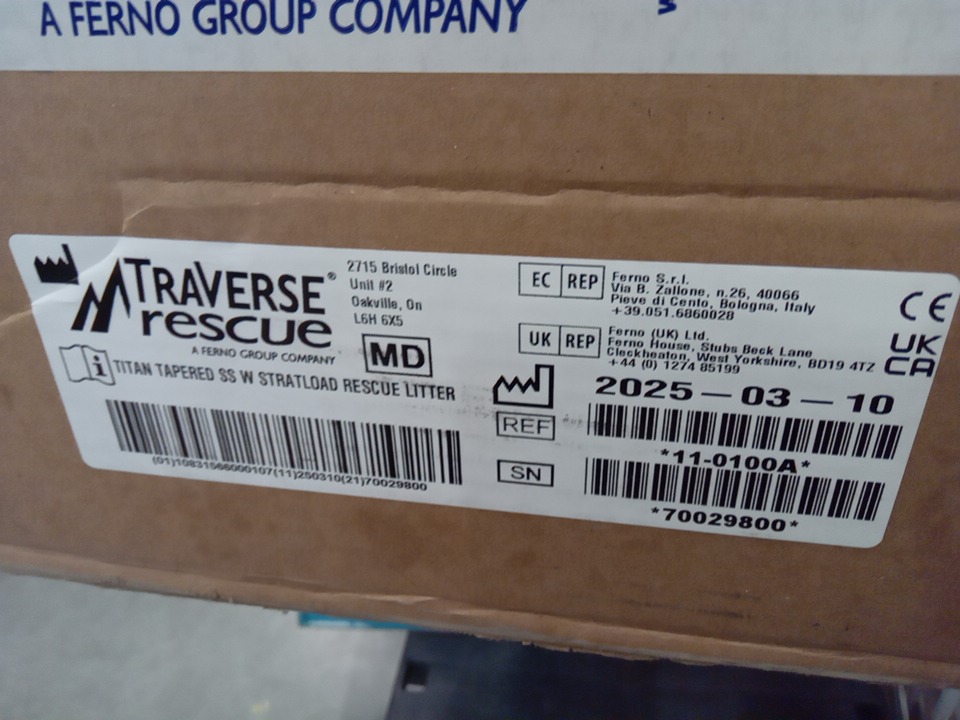 A FERNO GROUP COMPANY
TRAVERSE®
rescue
A FERNO GROUP COMPANY
2715 Bristol Circle
Unit #2
Oakville, On
L6H 6X5
MD
TITAN TAPERED SS W STRATLOAD RESCUE LITTER
(01)10831566000107(11)250310(21)70029800
EC REP
Ferno S.r.l.
Via B. Zallone, n.26, 40066
Pieve di Cento, Bologna, Italy
+39.051.6860028
UK REP
Ferno (UK) Ltd.
Ferno House, Stubs Beck Lane
Cleckheaton, West Yorkshire, BD19 4TZ
+44 (0) 1274 85199
CE
UK
CA
2025-03-10
REF
*11-0100A*
SN
*70029800*